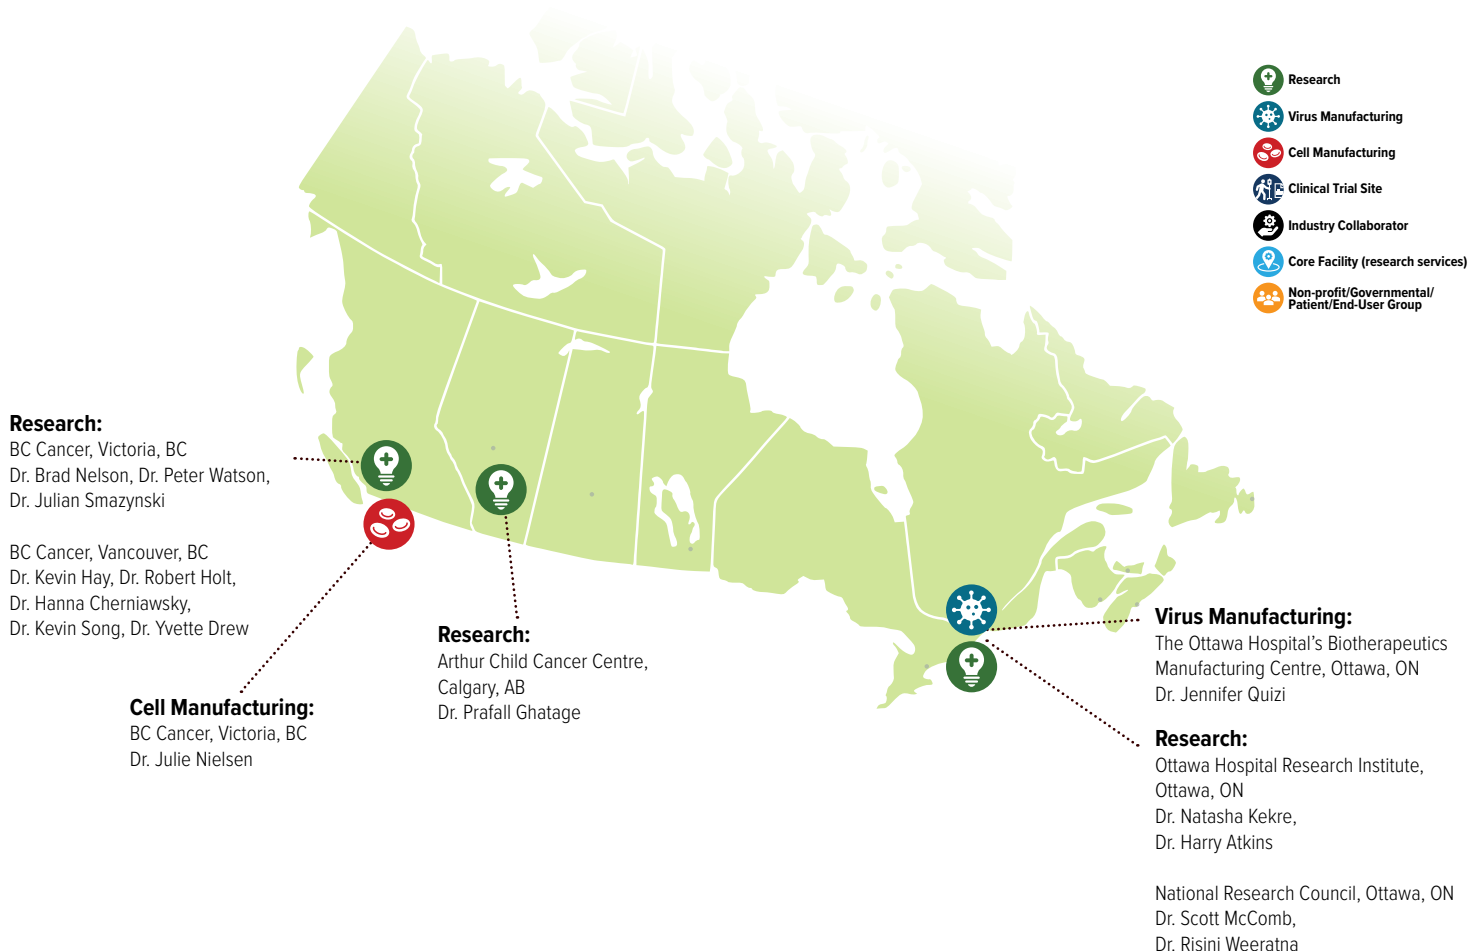 Research
Virus Manufacturing
Cell Manufacturing
Clinical Trial Site
Industry Collaborator
Core Facility (research services)
Non-profit/Governmental/
Patient/End-User Group
Research:
BC Cancer, Victoria, BC
Dr. Brad Nelson, Dr. Peter Watson,
Dr. Julian Smazynski
BC Cancer, Vancouver, BC
Dr. Kevin Hay, Dr. Robert Holt,
Dr. Hanna Cherniawsky,
Dr. Kevin Song, Dr. Yvette Drew
Cell Manufacturing:
BC Cancer, Victoria, BC
Dr. Julie Nielsen
Research:
Arthur Child Cancer Centre,
Calgary, AB
Dr. Prafall Ghatage
Virus Manufacturing:
The Ottawa Hospital’s Biotherapeutics
Manufacturing Centre, Ottawa, ON
Dr. Jennifer Quizi
Research:
Ottawa Hospital Research Institute,
Ottawa, ON
Dr. Natasha Kekre,
Dr. Harry Atkins
National Research Council, Ottawa, ON
Dr. Scott McComb,
Dr. Risini Weeratna